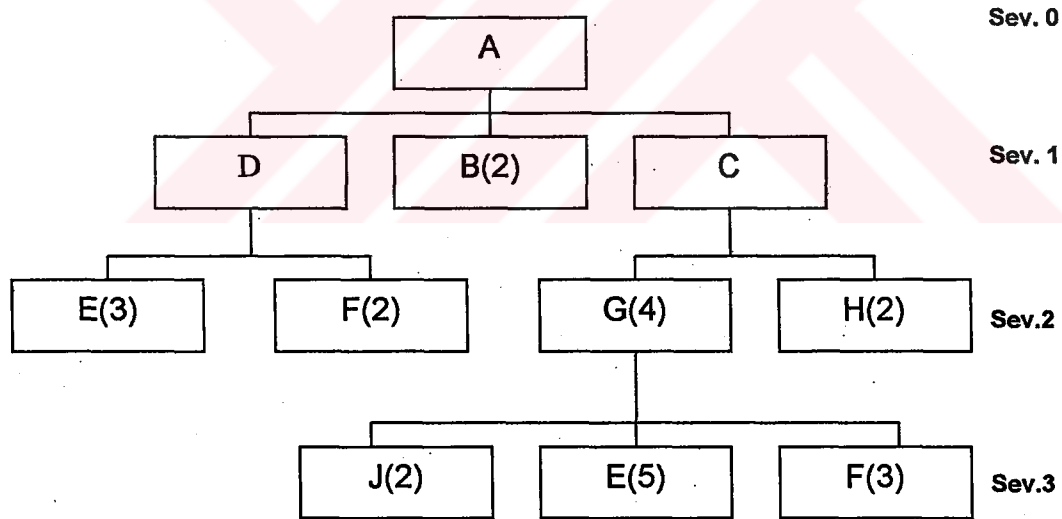 Sev. 0
A
D B(2) C Sev. 1
E(3) F(2) G(4) H(2) Sev.2
J(2) E(5) F(3) Sev.3